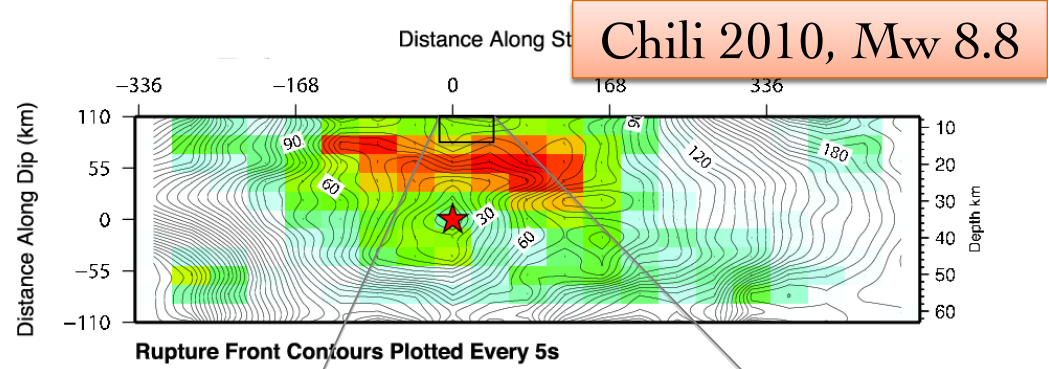 Chili 2010, Mw 8.8
Distance Along St
−336 −168 0 168 336
Distance Along Dip (km)
110
55
0
−55
−110
10
20
30
40
50
60
Depth km
90
60
30
60
120
180
Rupture Front Contours Plotted Every 5s